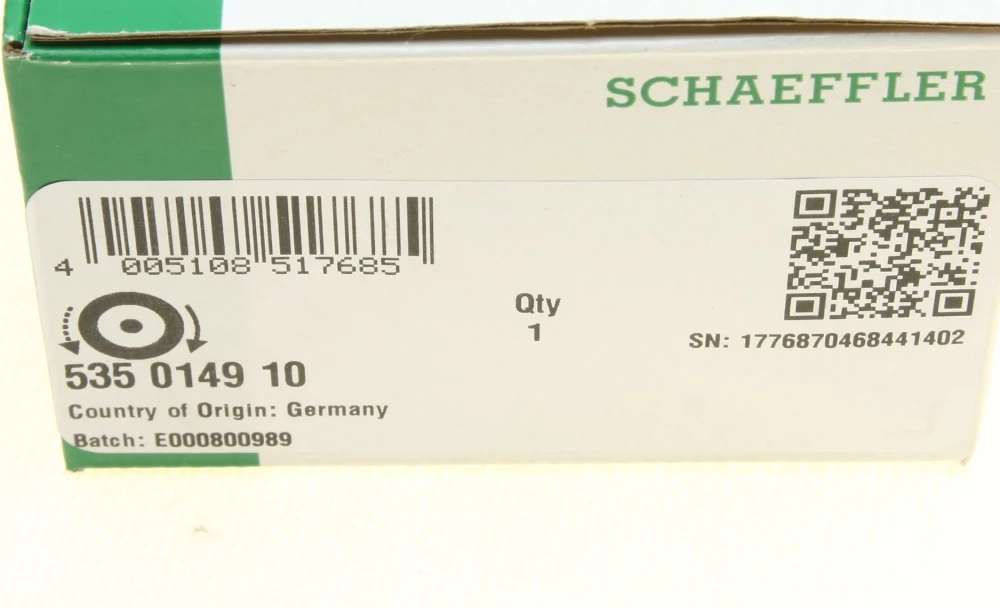 SCHAEFFLER
4 005108 517685
Qty
1
SN: 1776870468441402
535 0149 10
Country of Origin: Germany
Batch: E000800989